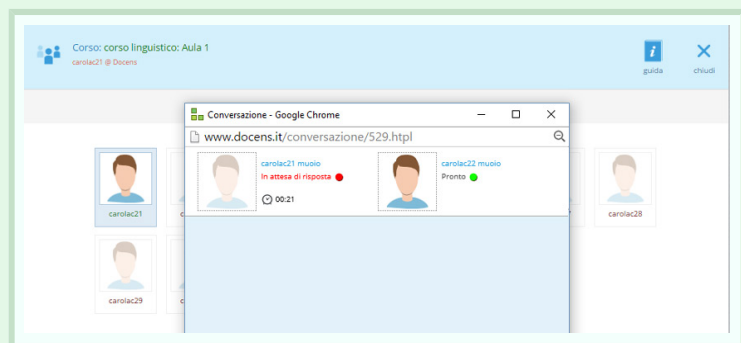 Corso: corso linguistico: Aula 1
carolac21 @ Docens
guida
chiudi
Conversazione - Google Chrome
www.docens.it/conversazione/529.htpl
carolac21 muoio
In attesa di risposta
00:21
carolac22 muoio
Pronto
carolac21
c
carolac28
carolac29
c